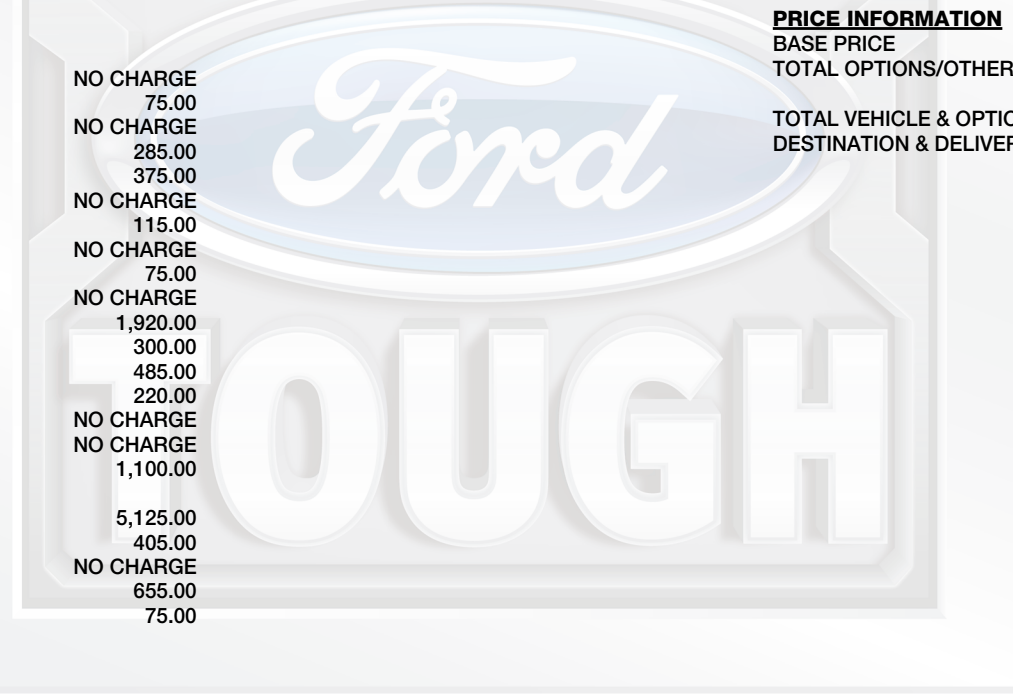 NO CHARGE
75.00
NO CHARGE
285.00
375.00
NO CHARGE
115.00
NO CHARGE
75.00
NO CHARGE
1,920.00
300.00
485.00
220.00
NO CHARGE
NO CHARGE
1,100.00
5,125.00
405.00
NO CHARGE
655.00
75.00
PRICE INFORMATION
BASE PRICE
TOTAL OPTIONS/OTHER
TOTAL VEHICLE &
DESTINATION &
Ford
TOUGH